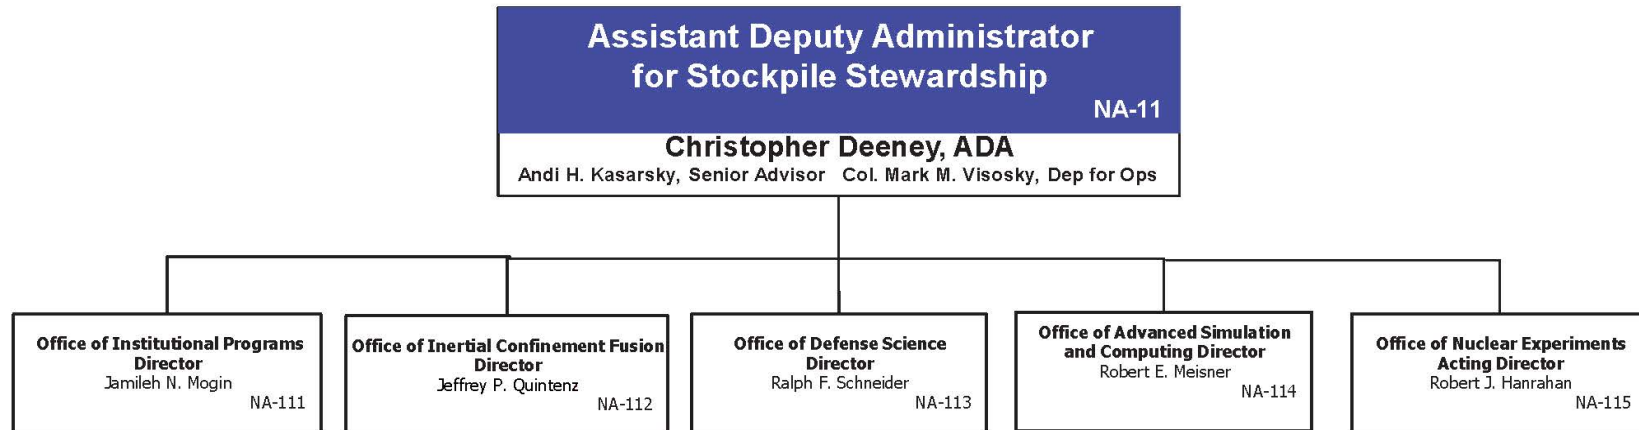 Assistant Deputy Administrator
for Stockpile Stewardship
NA-11
Christopher Deeney, ADA
Andi H. Kasarsky, Senior Advisor Col. Mark M. Visosky, Dep for Ops
Office of Institutional Programs
Director
Jamileh N. Mogin
NA-111
Office of Inertial Confinement Fusion
Director
Jeffrey P. Quintenz
NA-112
Office of Defense Science
Director
Ralph F. Schneider
NA-113
Office of Advanced Simulation
and Computing Director
Robert E. Meisner
NA-114
Office of Nuclear Experiments
Acting Director
Robert J. Hanrahan
NA-115